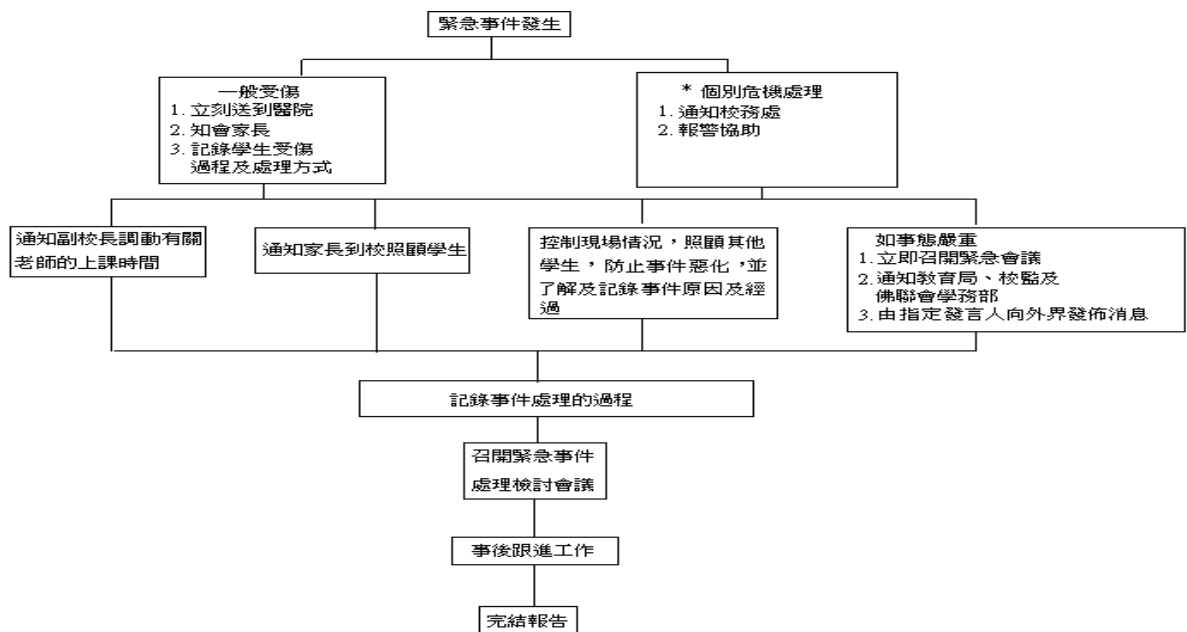 緊急事件發生
一般受傷
1. 立刻送到醫院
2. 知會家長
3. 記錄學生受傷
過程及處理方式
* 個別危機處理
1. 通知校務處
2. 報警協助
通知副校長調動有關
老師的上課時間
通知家長到校照顧學生
控制現場情況，照顧其他
學生，防止事態惡化，並
了解及記錄事件原因及經
過
如事態嚴重
1. 立即召開緊急會議
2. 通知教育局、校監及
佛聯會學務部
3. 由指定發言人向外界發佈消息
記錄事件處理的過程
召開緊急事件
處理檢討會議
事後跟進工作
完結報告